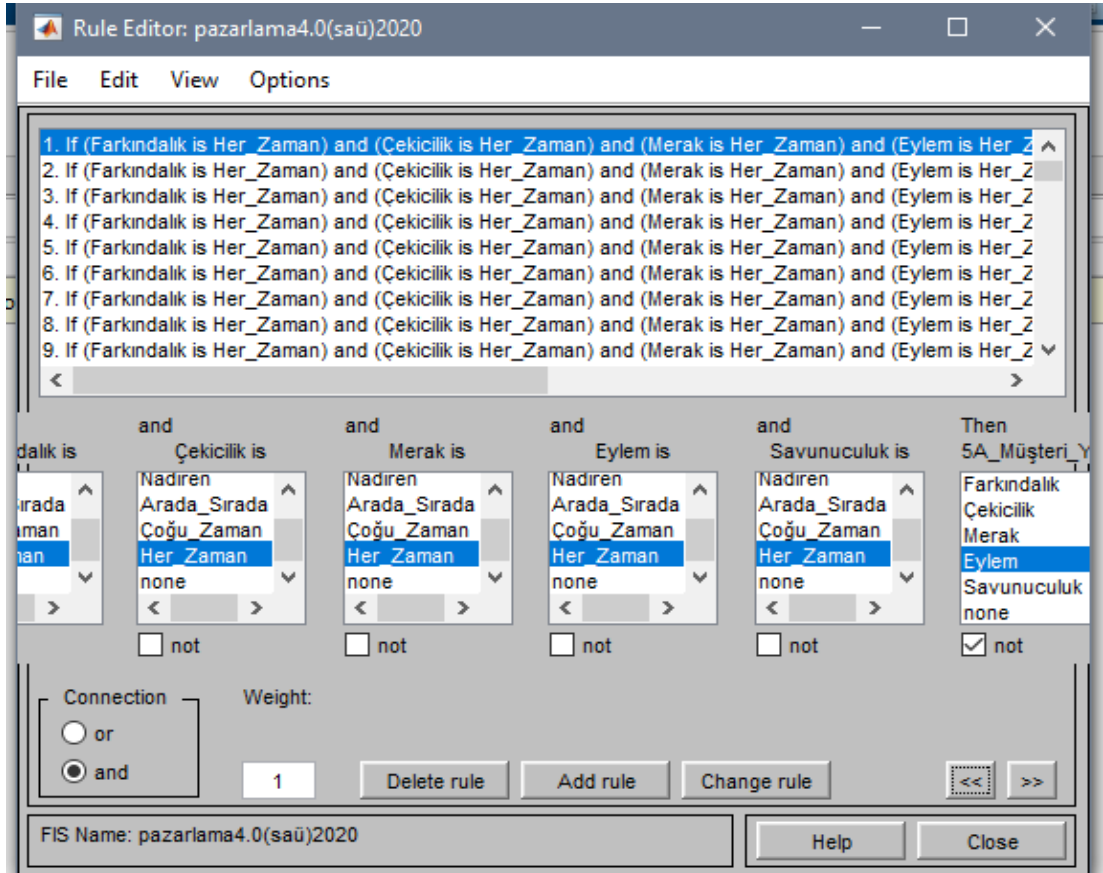 Rule Editor: pazarlama4.0(saü)2020
File Edit View Options
1. If (Farkındalık is Her_Zaman) and (Çekicilik is Her_Zaman) and (Merak is Her_Zaman) and (Eylem is Her_Z
2. If (Farkındalık is Her_Zaman) and (Çekicilik is Her_Zaman) and (Merak is Her_Zaman) and (Eylem is Her_Z
3. If (Farkındalık is Her_Zaman) and (Çekicilik is Her_Zaman) and (Merak is Her_Zaman) and (Eylem is Her_Z
4. If (Farkındalık is Her_Zaman) and (Çekicilik is Her_Zaman) and (Merak is Her_Zaman) and (Eylem is Her_Z
5. If (Farkındalık is Her_Zaman) and (Çekicilik is Her_Zaman) and (Merak is Her_Zaman) and (Eylem is Her_Z
6. If (Farkındalık is Her_Zaman) and (Çekicilik is Her_Zaman) and (Merak is Her_Zaman) and (Eylem is Her_Z
7. If (Farkındalık is Her_Zaman) and (Çekicilik is Her_Zaman) and (Merak is Her_Zaman) and (Eylem is Her_Z
8. If (Farkındalık is Her_Zaman) and (Çekicilik is Her_Zaman) and (Merak is Her_Zaman) and (Eylem is Her_Z
9. If (Farkındalık is Her_Zaman) and (Çekicilik is Her_Zaman) and (Merak is Her_Zaman) and (Eylem is Her_Z
and and and and Then
dalık is Çekicilik is Merak is Eylem is Savunuculuk is 5A_Müşteri_Y
Nadiren Nadiren Nadiren Nadiren Farkındalık
ırada Arada_Sırada Arada_Sırada Arada_Sırada Arada_Sırada Çekicilik
aman Çoğu_Zaman Çoğu_Zaman Çoğu_Zaman Çoğu_Zaman Merak
nan Her_Zaman Her_Zaman Her_Zaman Her_Zaman Eylem
none none none none Savunuculuk
none
not not not not not
Connection Weight:
or
and 1 Delete rule Add rule Change rule << >>
FIS Name: pazarlama4.0(saü)2020 Help Close